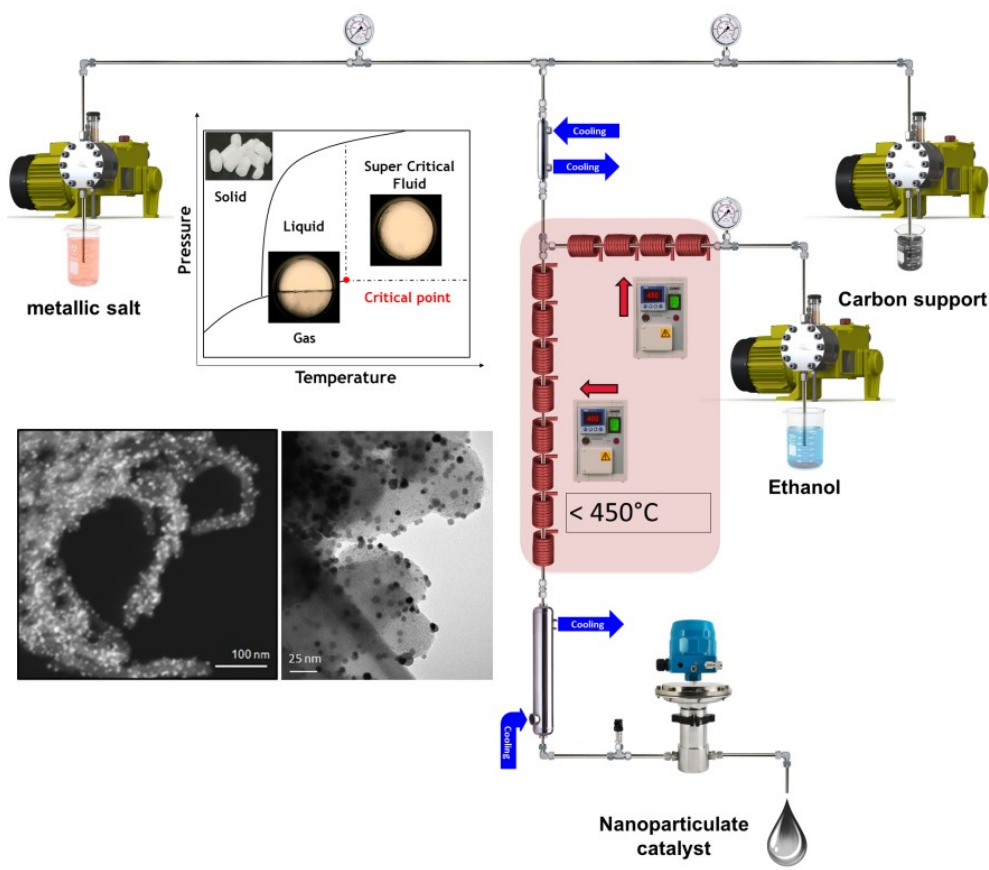 Cooling
Cooling
Pressure
Solid
Super Critical
Fluid
Liquid
Critical point
Gas
Temperature
metallic salt
Carbon support
Ethanol
< 450°C
100 nm
25 nm
Cooling
Cooling
Nanoparticulate
catalyst